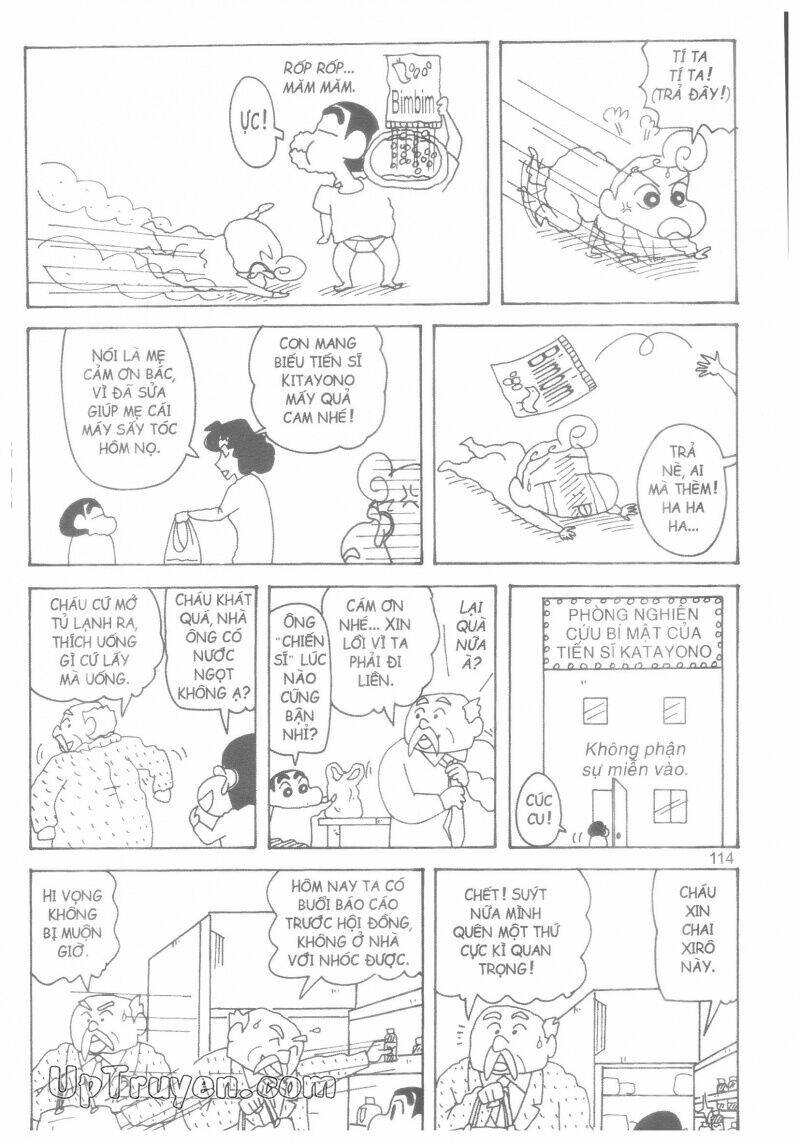 TÍ TA
TÍ TA!
(TRẢ ĐÂY!)
RỐP RỐP...
MĂM MĂM.
Bimbim
ỰC!
Bimbim
TRẢ
NÈ, AI
MÀ THÈM!
HA HA
HA...
CON MANG
BIẾU TIẾN SĨ
KITAYONO
MẤY QUẢ
CAM NHÉ!
NÓI LÀ MẸ
CẢM ƠN BÁC,
VÌ ĐÃ SỬA
GIÚP MẸ CÁI
MÁY SẤY TÓC
HÔM NỌ.
PHÒNG NGHIÊN
CỨU BÍ MẬT CỦA
TIẾN SĨ KATAYONO
Không phận
sự miễn vào.
CÚC
CU!
LẠI
QUÀ
NỮA
À?
CÁM ƠN
NHÉ... XIN
LỖI VÌ TA
PHẢI ĐI
LIỀN.
ÔNG
"CHIẾN
SĨ" LÚC
NÀO
CŨNG
BẬN
NHỈ?
CHÁU KHÁT
QUÁ, NHÀ
ÔNG CÓ
NƯỚC
NGỌT
KHÔNG Ạ?
CHÁU CỨ MỞ
TỦ LẠNH RA,
THÍCH UỐNG
GÌ CỨ LẤY
MÀ UỐNG.
114
CHÁU
XIN
CHAI
XIRÔ
NÀY.
CHẾT! SUÝT
NỮA MÌNH
QUÊN MỘT THỨ
CỰC KÌ QUAN
TRỌNG!
HÔM NAY TA CÓ
BUỔI BÁO CÁO
TRƯỚC HỘI ĐỒNG,
KHÔNG Ở NHÀ
VỚI NHÓC ĐƯỢC.
HI VỌNG
KHÔNG
BỊ MUỘN
GIỜ.
UpTruyen.com